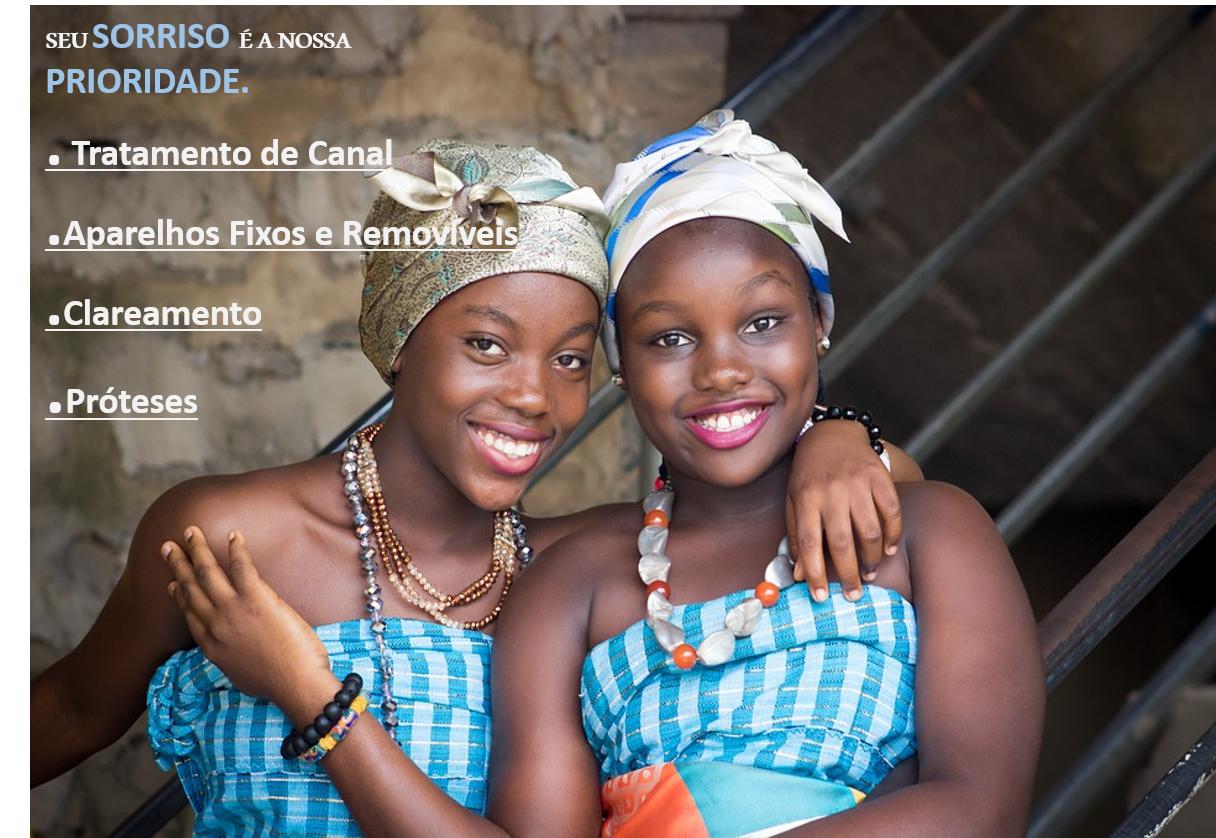 SEU SORRISO É A NOSSA
PRIORIDADE.
. Tratamento de Canal
.Aparelhos Fixos e Removíveis
.Clareamento
.Próteses